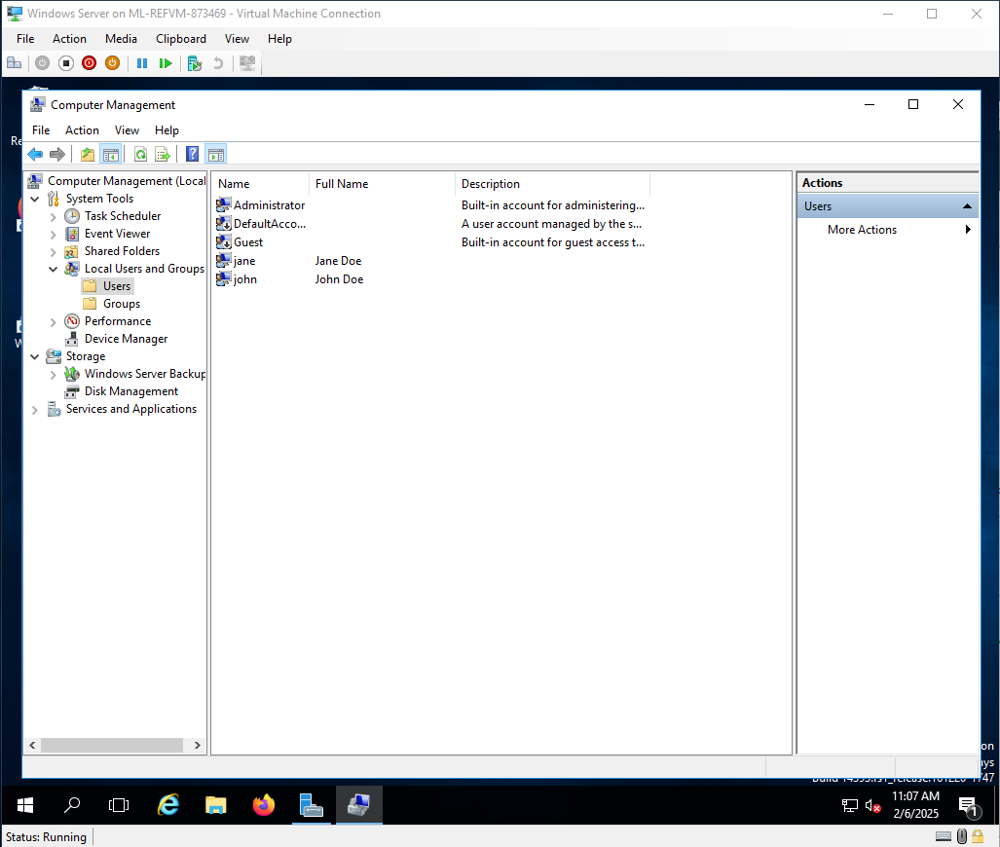 Windows Server on ML-REFVM-873469 - Virtual Machine Connection
File Action Media Clipboard View Help
Computer Management
File Action View Help
Computer Management (Local
System Tools
Task Scheduler
Event Viewer
Shared Folders
Local Users and Groups
Users
Groups
Performance
Device Manager
Storage
Windows Server Backup
Disk Management
Services and Applications
Name Full Name Description
Administrator Built-in account for administering...
DefaultAcco... A user account managed by the s...
Guest Built-in account for guest access t...
jane Jane Doe
john John Doe
Actions
Users
More Actions
Re
W
on
ays
11:07 AM
2/6/2025
1
Status: Running